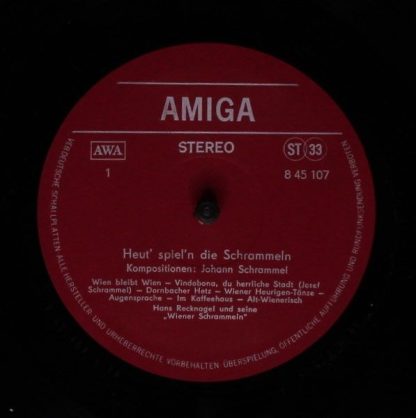 AMIGA
AWA
STEREO
ST 33
1
8 45 107
Heut' spiel'n die Schrammeln
Kompositionen: Johann Schrammel
Wien bleibt Wien — Vindobona, du herrliche Stadt (Josef
Schrammel) — Dornbacher Hetz — Wiener Heurigen-Tänze —
Augensprache — Im Kaffeehaus — Alt-Wienerisch
Hans Recknagel und seine
„Wiener Schrammeln"
VEB DEUTSCHE SCHALLPLATTEN ALLE HERSTELLER- UND URHEBERRECHTE VORBEHALTEN ÜBERSPIELUNG, ÖFFENTLICHE AUFFÜHRUNG UND RUNDFUNKSENDUNG VERBOTEN